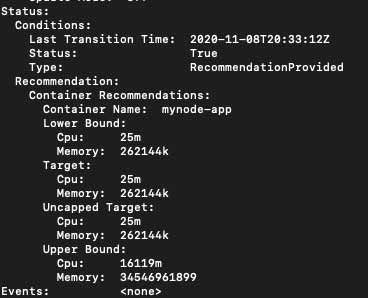 Status:
Conditions:
Last Transition Time: 2020-11-08T20:33:12Z
Status: True
Type: RecommendationProvided
Recommendation:
Container Recommendations:
Container Name: mynode-app
Lower Bound:
Cpu: 25m
Memory: 262144k
Target:
Cpu: 25m
Memory: 262144k
Uncapped Target:
Cpu: 25m
Memory: 262144k
Upper Bound:
Cpu: 16119m
Memory: 34546961899
Events: <none>